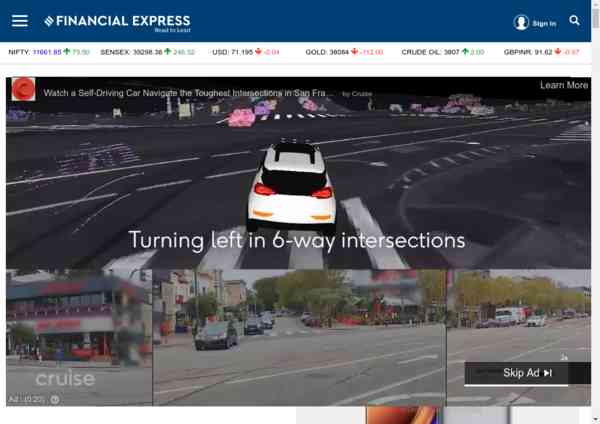 FINANCIAL EXPRESS
Read to Lead
Sign In
NIFTY: 11661.85 75.50 SENSEX: 39298.38 246.32 USD: 71.195 -0.04 GOLD: 38084 -112.00 CRUDE OIL: 3807 2.00 GBPINR: 91.62 -0.97
Watch a Self-Driving Car Navigate the Toughest Intersections in San Fra... by Cruise
Learn More
Turning left in 6-way intersections
cruise
Skip Ad
Ad : (0:20)